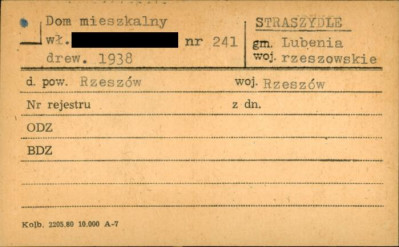 Dom mieszkalny
wł. nr 241
drew. 1938
STRASZYDLE
gm. Lubenia
woj. rzeszowskie
d. pow. Rzeszów woj. Rzeszów
Nr rejestru z dn.
ODZ
BDZ
Kolb. 2205.80 10.000 A-7